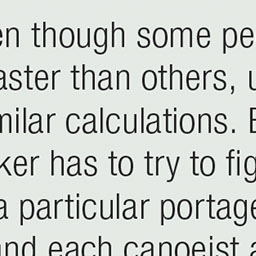 en though some pe
aster than others, u
milar calculations. E
ker has to try to fig
a particular portage
and each canoeist a